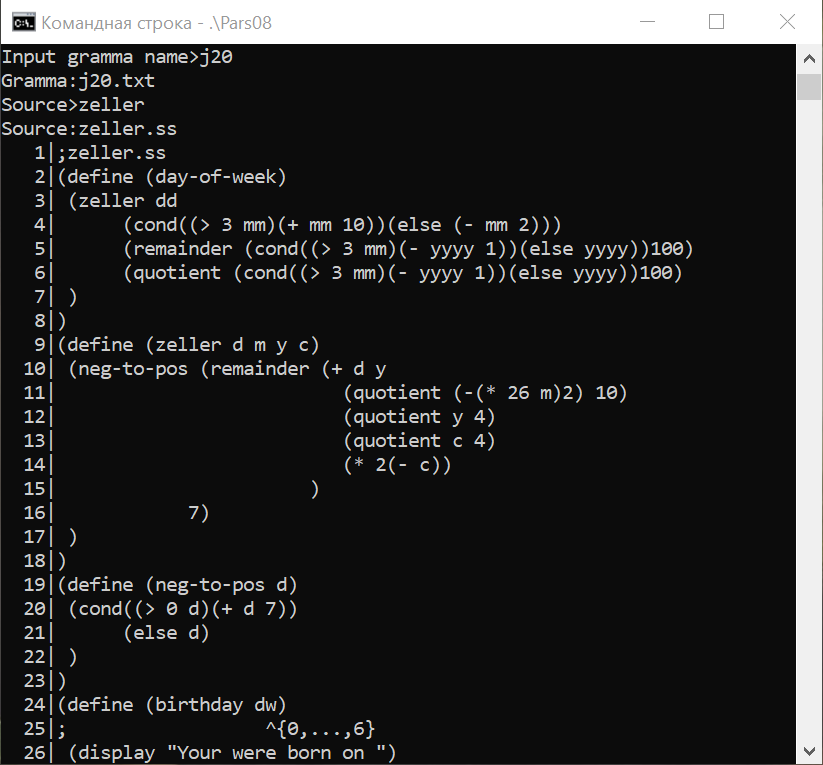 Командная строка - .\Pars08
Input gramma name>j20
Gramma:j20.txt
Source>zeller
Source:zeller.ss
   1|;zeller.ss
   2|(define (day-of-week)
   3| (zeller dd
   4|      (cond((> 3 mm)(+ mm 10))(else (- mm 2)))
   5|      (remainder (cond((> 3 mm)(- yyyy 1))(else yyyy))100)
   6|      (quotient (cond((> 3 mm)(- yyyy 1))(else yyyy))100)
   7| )
   8|)
   9|(define (zeller d m y c)
  10| (neg-to-pos (remainder (+ d y
  11|                          (quotient (-(* 26 m)2) 10)
  12|                          (quotient y 4)
  13|                          (quotient c 4)
  14|                          (* 2(- c))
  15|                       )
  16|            7)
  17| )
  18|)
  19|(define (neg-to-pos d)
  20| (cond((> 0 d)(+ d 7))
  21|      (else d)
  22| )
  23|)
  24|(define (birthday dw)
  25|;                  ^{0,...,6}
  26| (display "Your were born on ")